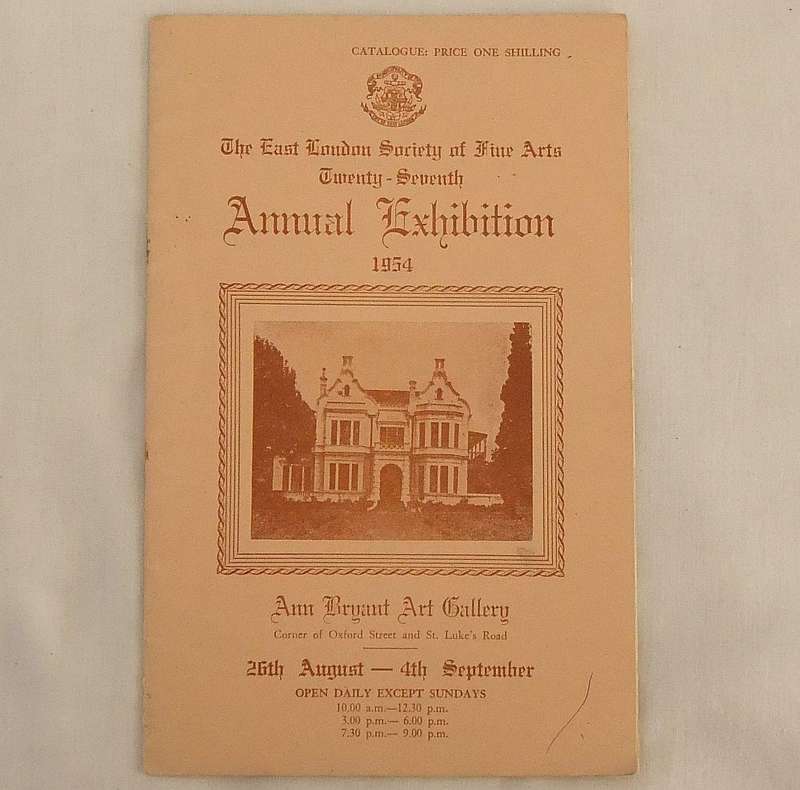 CATALOGUE: PRICE ONE SHILLING
The East London Society of Fine Arts
Twenty-Seventh
Annual Exhibition
1954
Ann Bryant Art Gallery
Corner of Oxford Street and St. Luke's Road
26th August — 4th September
OPEN DAILY EXCEPT SUNDAYS
10.00 a.m.—12.30 p.m.
3.00 p.m.— 6.00 p.m.
7.30 p.m.— 9.00 p.m.